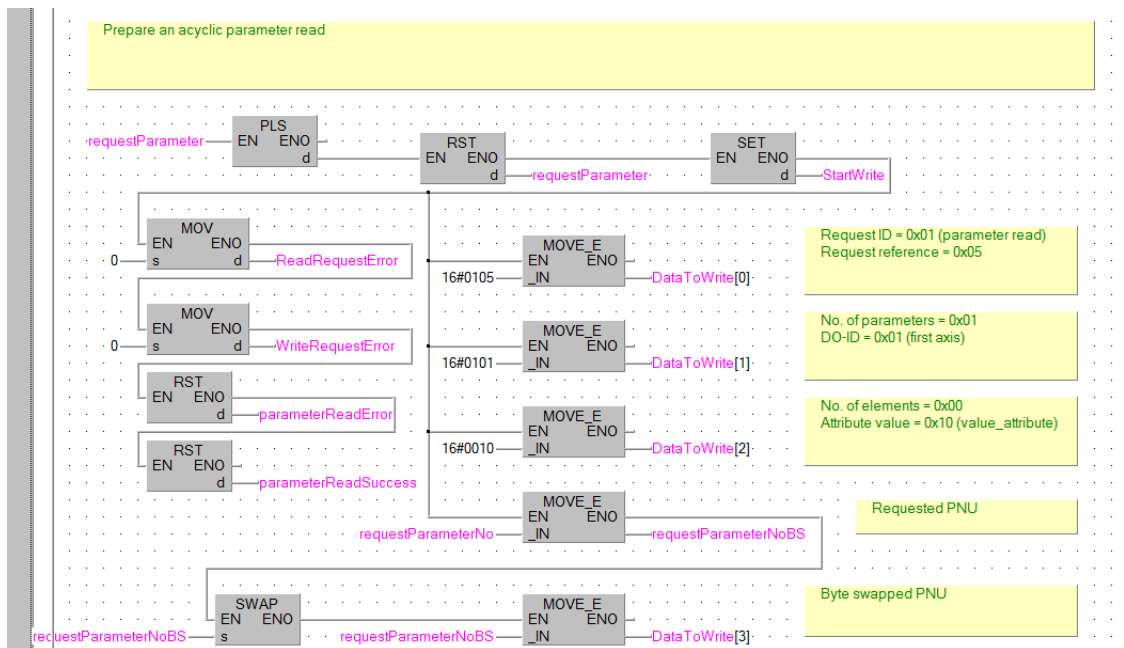 Prepare an acyclic parameter read
PLS
requestParameter EN ENO
d
RST
EN ENO
d requestParameter
SET
EN ENO
d StartWrite
MOV
EN ENO
0 s d ReadRequestError
MOVE_E
EN ENO
16#0105 _IN DataToWrite[0]
Request ID = 0x01 (parameter read)
Request reference = 0x05
MOV
EN ENO
0 s d WriteRequestError
MOVE_E
EN ENO
16#0101 _IN DataToWrite[1]
No. of parameters = 0x01
DO-ID = 0x01 (first axis)
RST
EN ENO
d parameterReadError
MOVE_E
EN ENO
16#0010 _IN DataToWrite[2]
No. of elements = 0x00
Attribute value = 0x10 (value_attribute)
RST
EN ENO
d parameterReadSuccess
MOVE_E
EN ENO
requestParameterNo _IN requestParameterNoBS
Requested PNU
SWAP
EN ENO
requestParameterNoBS s
MOVE_E
EN ENO
requestParameterNoBS _IN DataToWrite[3]
Byte swapped PNU